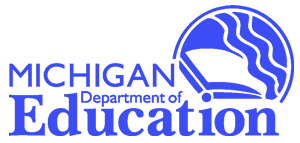 MICHIGAN
Department of
Education